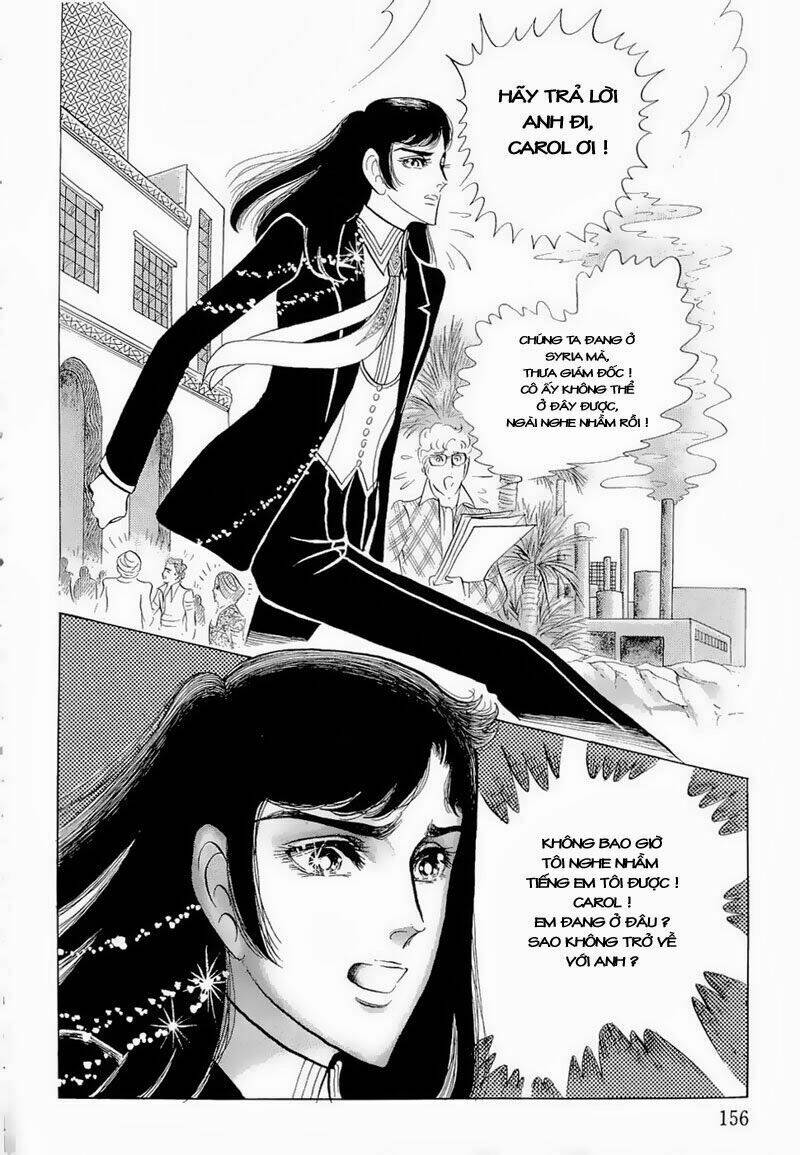 HÃY TRẢ LỜI
ANH ĐI,
CAROL ƠI !
CHÚNG TA ĐANG Ở
SYRIA MÀ,
THƯA GIÁM ĐỐC !
CÔ ẤY KHÔNG THỂ
Ở ĐÂY ĐƯỢC,
NGÀI NGHE NHẦM RỒI !
KHÔNG BAO GIỜ
TÔI NGHE NHẦM
TIẾNG EM TÔI ĐƯỢC !
CAROL !
EM ĐANG Ở ĐÂU ?
SAO KHÔNG TRỞ VỀ
VỚI ANH ?
156